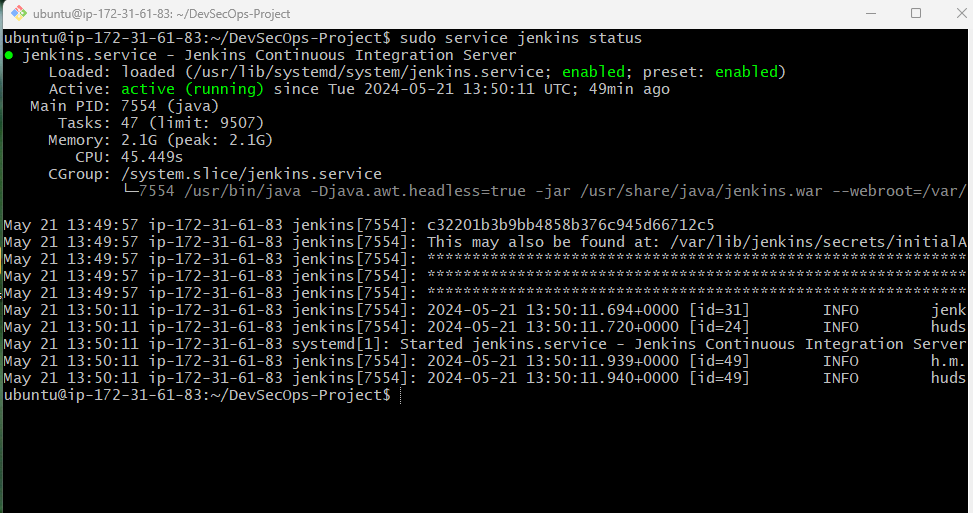 ubuntu@ip-172-31-61-83: ~/DevSecOps-Project
ubuntu@ip-172-31-61-83:~/DevSecOps-Project$ sudo service jenkins status
● jenkins.service - Jenkins Continuous Integration Server
     Loaded: loaded (/usr/lib/systemd/system/jenkins.service; enabled; preset: enabled)
     Active: active (running) since Tue 2024-05-21 13:50:11 UTC; 49min ago
   Main PID: 7554 (java)
      Tasks: 47 (limit: 9507)
     Memory: 2.1G (peak: 2.1G)
        CPU: 45.449s
     CGroup: /system.slice/jenkins.service
             └─7554 /usr/bin/java -Djava.awt.headless=true -jar /usr/share/java/jenkins.war --webroot=/var/
May 21 13:49:57 ip-172-31-61-83 jenkins[7554]: c32201b3b9bb4858b376c945d66712c5
May 21 13:49:57 ip-172-31-61-83 jenkins[7554]: This may also be found at: /var/lib/jenkins/secrets/initialA
May 21 13:49:57 ip-172-31-61-83 jenkins[7554]: ************************************************************
May 21 13:49:57 ip-172-31-61-83 jenkins[7554]: ************************************************************
May 21 13:49:57 ip-172-31-61-83 jenkins[7554]: ************************************************************
May 21 13:50:11 ip-172-31-61-83 jenkins[7554]: 2024-05-21 13:50:11.694+0000 [id=31]        INFO        jenk
May 21 13:50:11 ip-172-31-61-83 jenkins[7554]: 2024-05-21 13:50:11.720+0000 [id=24]        INFO        huds
May 21 13:50:11 ip-172-31-61-83 systemd[1]: Started jenkins.service - Jenkins Continuous Integration Server
May 21 13:50:11 ip-172-31-61-83 jenkins[7554]: 2024-05-21 13:50:11.939+0000 [id=49]        INFO        h.m.
May 21 13:50:11 ip-172-31-61-83 jenkins[7554]: 2024-05-21 13:50:11.940+0000 [id=49]        INFO        huds
ubuntu@ip-172-31-61-83:~/DevSecOps-Project$